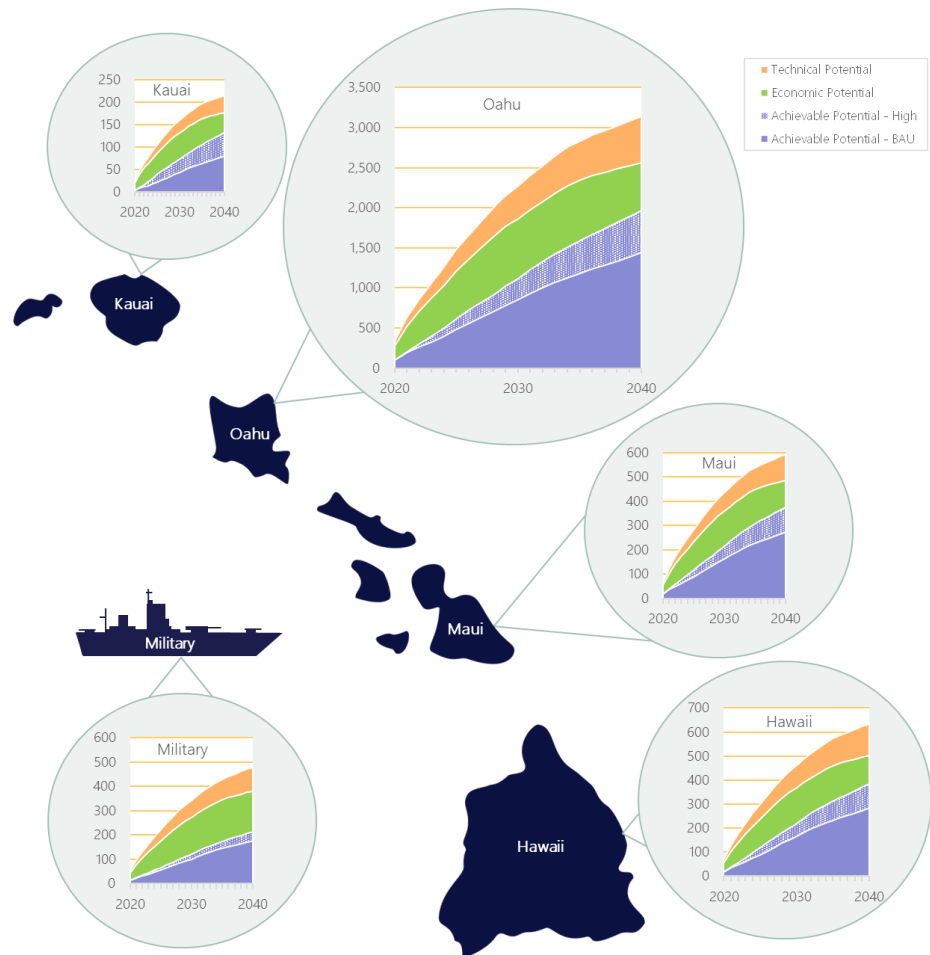 Technical Potential
Economic Potential
Achievable Potential - High
Achievable Potential - BAU
250
200
150
100
50
0
Kauai
2020 2030 2040
3,500
3,000
2,500
2,000
1,500
1,000
500
0
Oahu
2020 2030 2040
Kauai
Oahu
600
500
400
300
200
100
0
Maui
2020 2030 2040
Maui
Military
600
500
400
300
200
100
0
Military
2020 2030 2040
700
600
500
400
300
200
100
0
Hawaii
2020 2030 2040
Hawaii